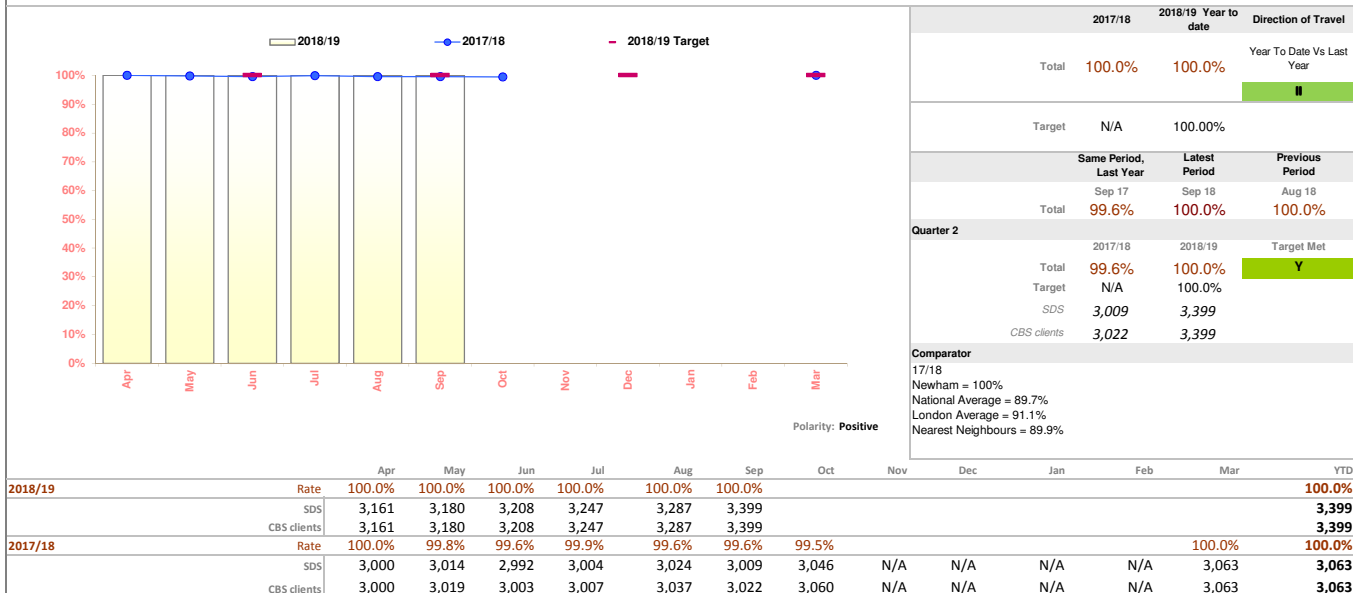 2018/19 2017/18 2018/19 Target
100%
90%
80%
70%
60%
50%
40%
30%
20%
10%
0%
Apr May Jun Jul Aug Sep Oct Nov Dec Jan Feb Mar
Polarity: Positive
2017/18 2018/19 Year to date Direction of Travel
Total 100.0% 100.0% Year To Date Vs Last Year
Target N/A 100.00%
Same Period, Last Year Latest Period Previous Period
Sep 17 Sep 18 Aug 18
Total 99.6% 100.0% 100.0%
Quarter 2
2017/18 2018/19 Target Met
Total 99.6% 100.0% Y
Target N/A 100.0%
SDS 3,009 3,399
CBS clients 3,022 3,399
Comparator
17/18
Newham = 100%
National Average = 89.7%
London Average = 91.1%
Nearest Neighbours = 89.9%
Apr May Jun Jul Aug Sep Oct Nov Dec Jan Feb Mar YTD
2018/19 Rate 100.0% 100.0% 100.0% 100.0% 100.0% 100.0% 100.0%
SDS 3,161 3,180 3,208 3,247 3,287 3,399 3,399
CBS clients 3,161 3,180 3,208 3,247 3,287 3,399 3,399
2017/18 Rate 100.0% 99.8% 99.6% 99.9% 99.6% 99.6% 99.5% 100.0% 100.0%
SDS 3,000 3,014 2,992 3,004 3,024 3,009 3,046 N/A N/A N/A N/A 3,063 3,063
CBS clients 3,000 3,019 3,003 3,007 3,037 3,022 3,060 N/A N/A N/A N/A 3,063 3,063